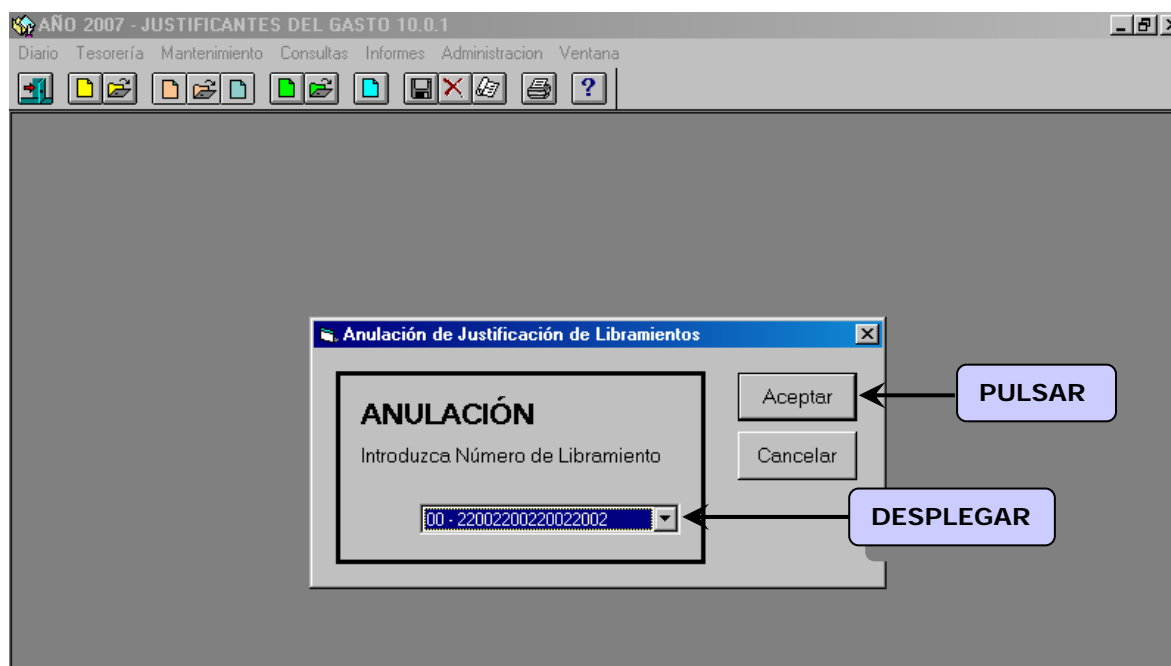 AÑO 2007 - JUSTIFICANTES DEL GASTO 10.0.1
Diario Tesorería Mantenimiento Consultas Informes Administracion Ventana
?
Anulación de Justificación de Libramientos
ANULACIÓN
Introduzca Número de Libramiento
00 - 22002200220022002
Aceptar
Cancelar
PULSAR
DESPLEGAR